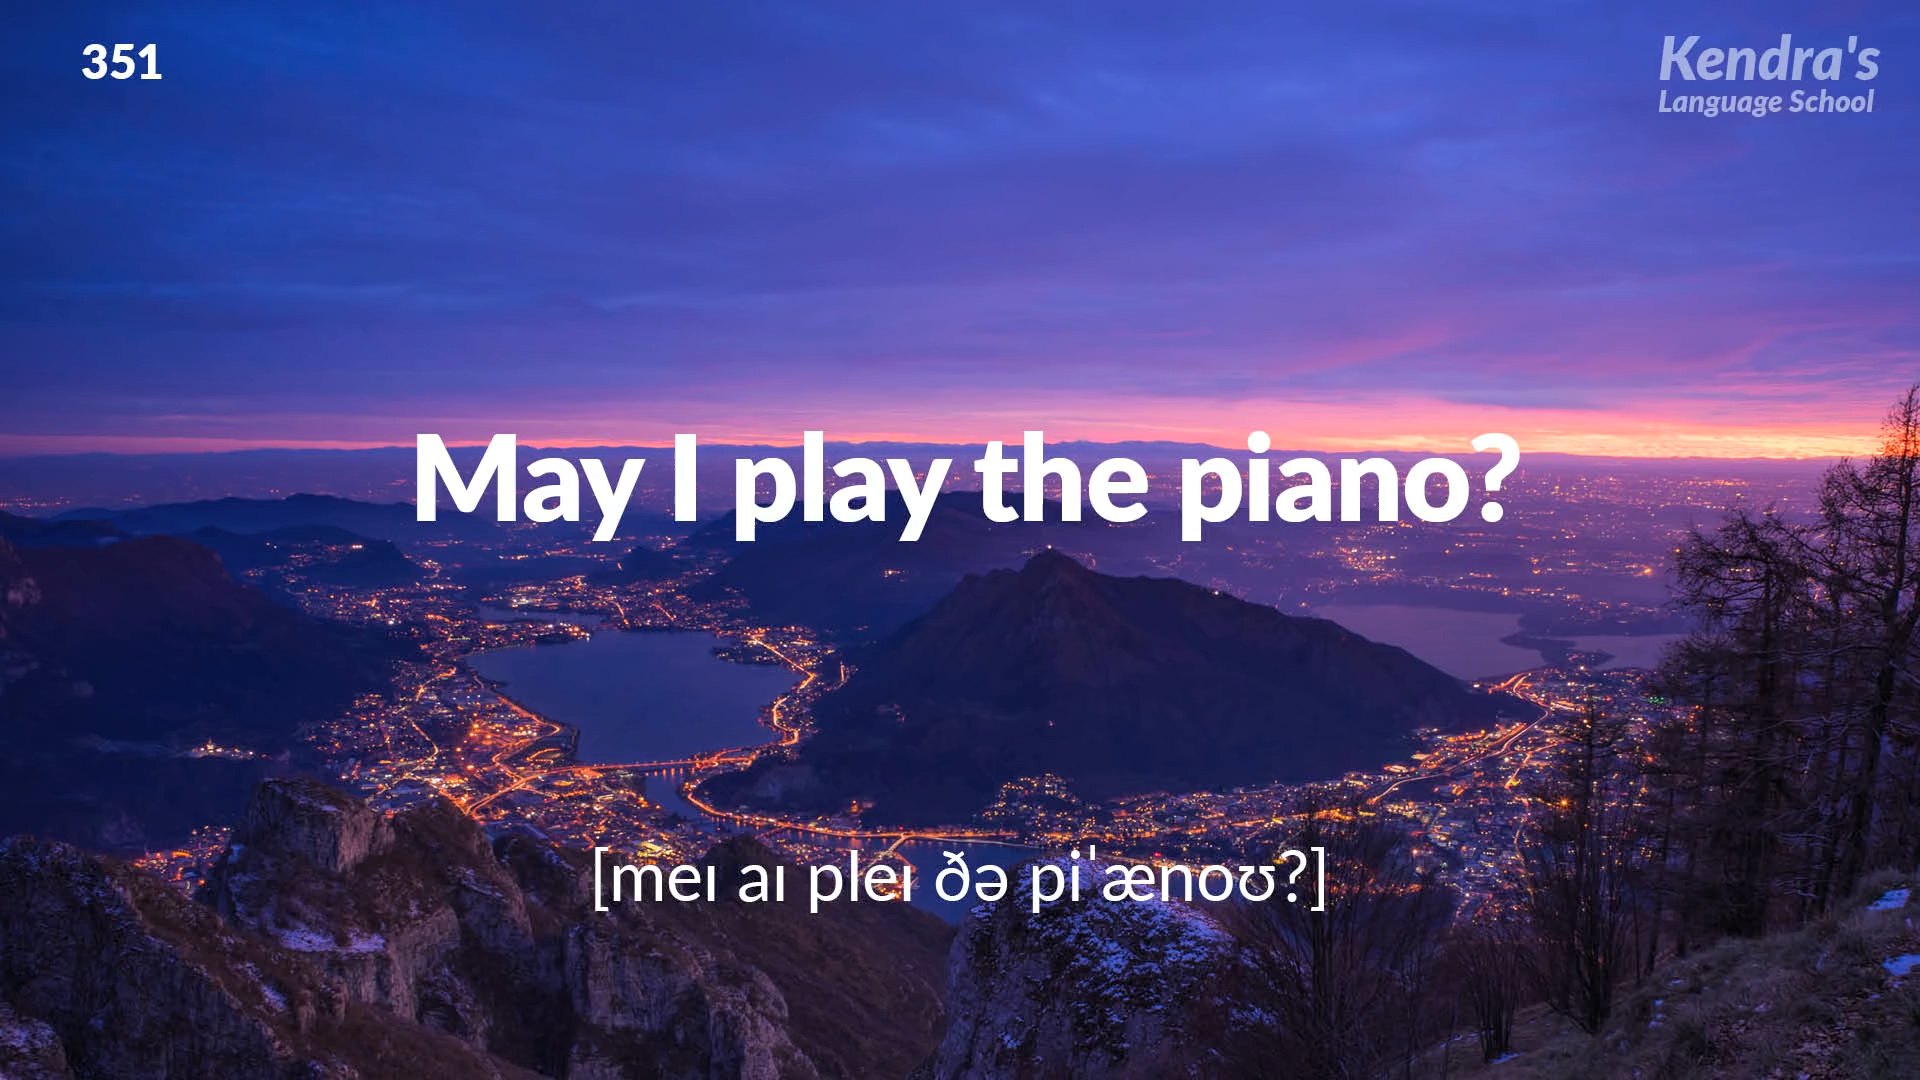 351
Kendra's
Language School
May I play the piano?
[meɪ aɪ pleɪ ðə piˈænoʊ?]